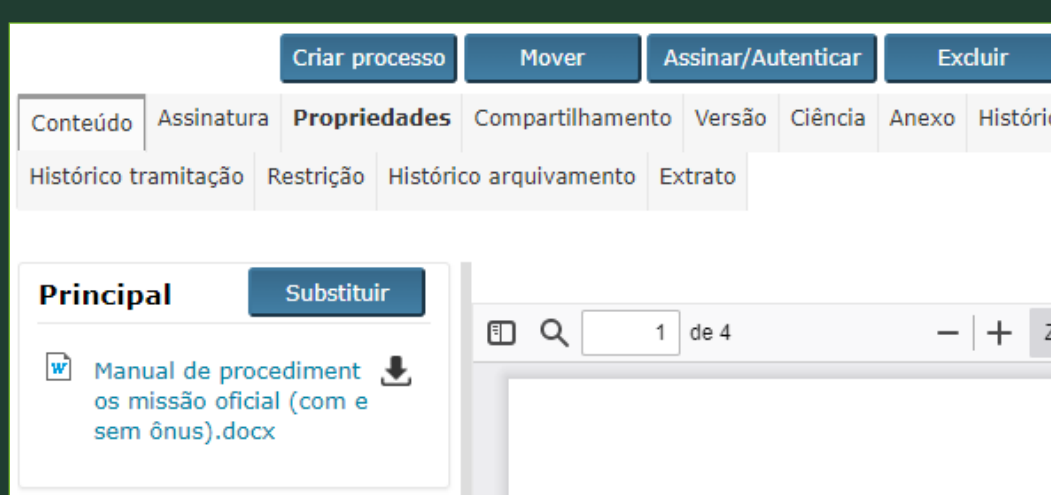 Criar processo Mover Assinar/Autenticar Excluir
Conteúdo Assinatura Propriedades Compartilhamento Versão Ciência Anexo
Histórico tramitação Restrição Histórico arquivamento Extrato
Principal Substituir
1 de 4
Manual de procediment
os missão oficial (com e
sem ônus).docx